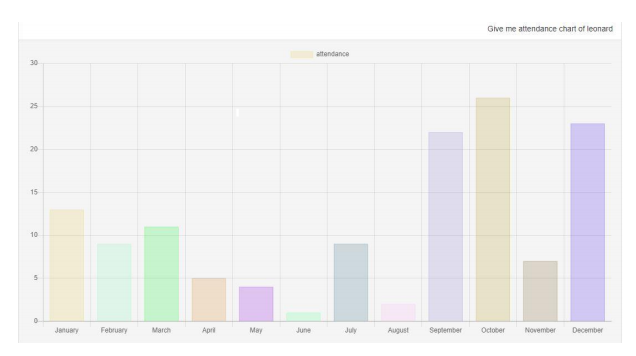 Give me attendance chart of leonard
attendance
30
25
20
15
10
5
0
January February March April May June July August September October November December